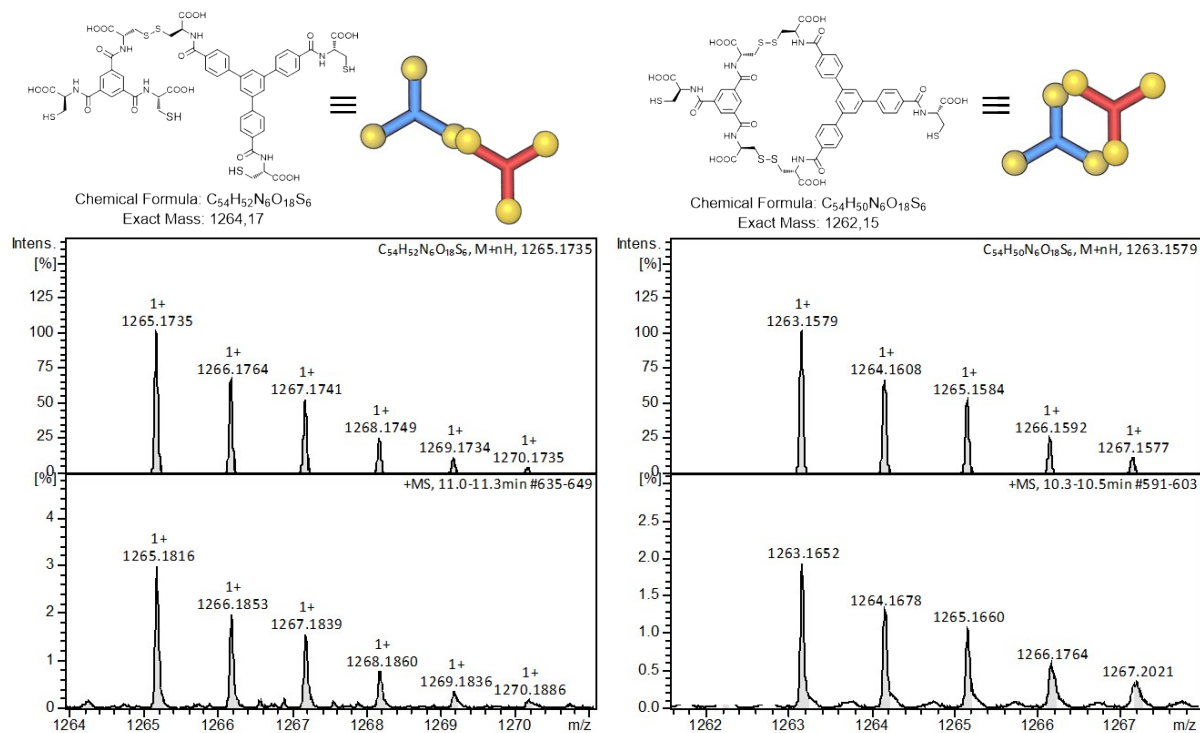 HOOC
S–S
COOH
HN
NH
O
O
HOOC
H
N
O
O
H
N
COOH
HS
SH
O
N
H
COOH
SH
O
NH
HS
COOH
Chemical Formula: C54H52N6O18S6
Exact Mass: 1264,17
COOH
HOOC
S–S
HN
NH
O
O
HOOC
H
N
HS
O
O
N
H
COOH
SH
O
HN
HOOC
S–S
NH
O
COOH
Chemical Formula: C54H50N6O18S6
Exact Mass: 1262,15
Intens.
[%]
C54H52N6O18S6, M+nH, 1265.1735
125
100
75
50
25
0
1+
1265.1735
1+
1266.1764
1+
1267.1741
1+
1268.1749
1+
1269.1734
1+
1270.1735
[%]
+MS, 11.0-11.3min #635-649
4
3
2
1
0
1+
1265.1816
1+
1266.1853
1+
1267.1839
1+
1268.1860
1+
1269.1836
1+
1270.1886
1264 1265 1266 1267 1268 1269 1270 m/z
Intens.
[%]
C54H50N6O18S6, M+nH, 1263.1579
125
100
75
50
25
0
1+
1263.1579
1+
1264.1608
1+
1265.1584
1+
1266.1592
1+
1267.1577
[%]
+MS, 10.3-10.5min #591-603
2.5
2.0
1.5
1.0
0.5
0.0
1263.1652
1264.1678
1265.1660
1266.1764
1267.2021
1262 1263 1264 1265 1266 1267 m/z